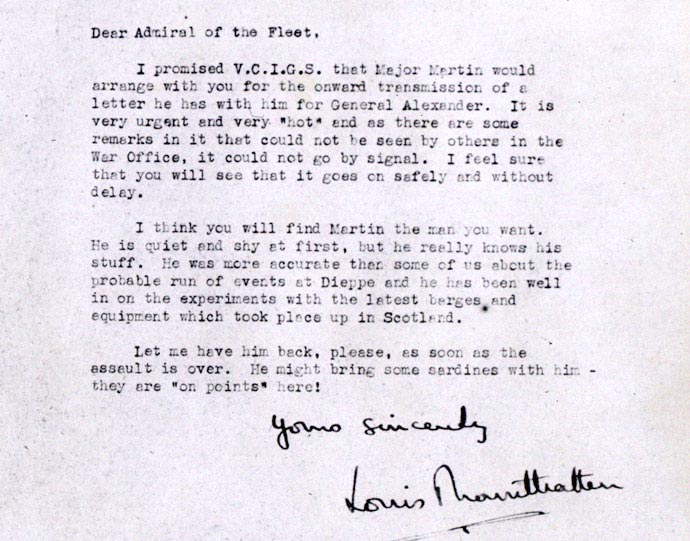 Dear Admiral of the Fleet,
I promised V.C.I.G.S. that Major Martin would
arrange with you for the onward transmission of a
letter he has with him for General Alexander. It is
very urgent and very "hot" and as there are some
remarks in it that could not be seen by others in the
War Office, it could not go by signal. I feel sure
that you will see that it goes on safely and without
delay.
I think you will find Martin the man you want.
He is quiet and shy at first, but he really knows his
stuff. He was more accurate than some of us about the
probable run of events at Dieppe and he has been well
in on the experiments with the latest barges and
equipment which took place up in Scotland.
Let me have him back, please, as soon as the
assault is over. He might bring some sardines with him -
they are "on points" here!
Yours sincerely
Louis Mountbatten